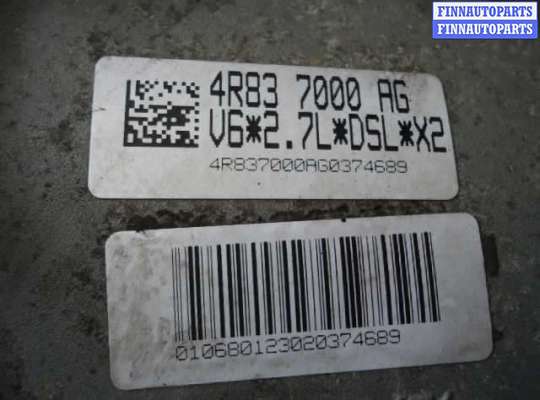 FINNAUTOPARTS
FINNAUTOPARTS
4R83 7000 AG
V6*2.7L*DSL*X2
4R837000AG0374689
010680123020374689